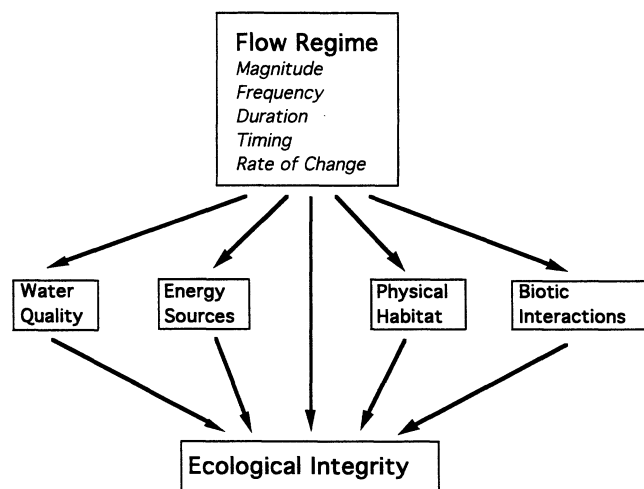 Flow Regime
Magnitude
Frequency
Duration
Timing
Rate of Change
Water
Quality
Energy
Sources
Physical
Habitat
Biotic
Interactions
Ecological Integrity